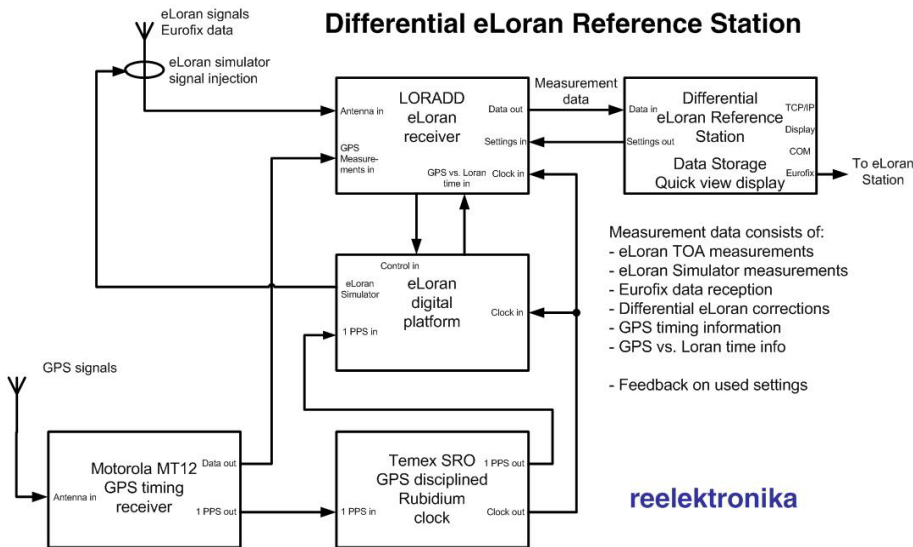 Differential eLoran Reference Station
eLoran signals
Eurofix data
eLoran simulator
signal injection
Antenna in
GPS
Measure-
ments in
LORADD
eLoran
receiver
GPS vs. Loran
time in
Data out
Settings in
Clock in
Measurement
data
Data in
Settings out
Differential
eLoran Reference
Station
Data Storage
Quick view display
TCP/IP
Display
COM
Eurofix
To eLoran
Station
Control in
eLoran
Simulator
1 PPS in
eLoran
digital
platform
Clock in
Measurement data consists of:
- eLoran TOA measurements
- eLoran Simulator measurements
- Eurofix data reception
- Differential eLoran corrections
- GPS timing information
- GPS vs. Loran time info
- Feedback on used settings
GPS signals
Antenna in
Motorola MT12
GPS timing
receiver
Data out
1 PPS out
1 PPS in
Temex SRO
GPS disciplined
Rubidium
clock
1 PPS out
Clock out
reelektronika